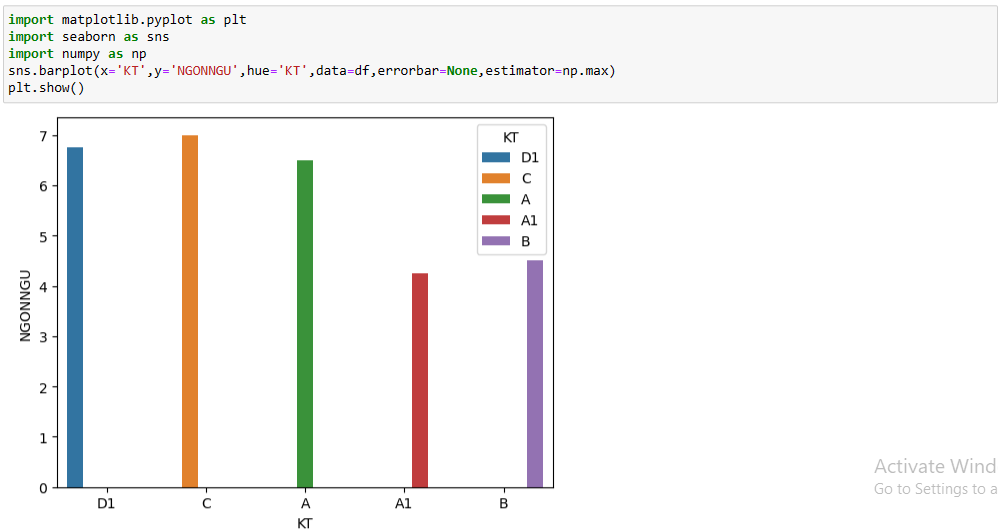 import matplotlib.pyplot as plt
import seaborn as sns
import numpy as np
sns.barplot(x='KT',y='NGONNGU',hue='KT',data=df,errorbar=None,estimator=np.max)
plt.show()
KT
D1
C
A
A1
B
7
6
5
4
3
2
1
0
NGONNGU
D1 C A A1 B
KT
Activate Wind
Go to Settings to a